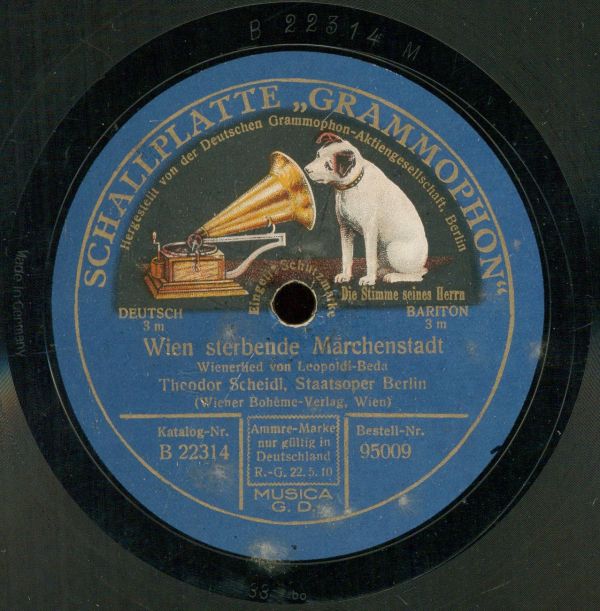 B 22314 M
SCHALLPLATTE „GRAMMOPHON“
Hergestellt von der Deutschen Grammophon-Aktiengesellschaft, Berlin
Eingetr. Schutzmarke
Die Stimme seines Herrn
DEUTSCH
3 m
BARITON
3 m
Wien sterbende Märchenstadt
Wienerlied von Leopoldi-Beda
Theodor Scheidl, Staatsoper Berlin
(Wiener Bohême-Verlag, Wien)
Katalog-Nr.
B 22314
Ammre-Marke
nur gültig in
Deutschland
R.-G. 22.5.10
Bestell-Nr.
95009
MUSICA
G. D.
Made in Germany